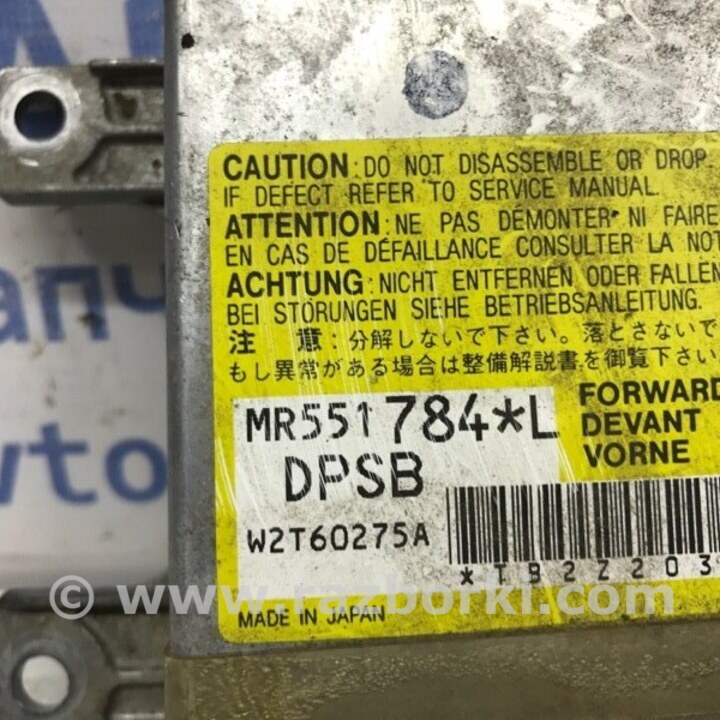 CAUTION: DO NOT DISASSEMBLE OR DROP.
IF DEFECT REFER TO SERVICE MANUAL.
ATTENTION: NE PAS DÉMONTER NI FAIRE
EN CAS DE DÉFAILLANCE CONSULTER LA NOT
ACHTUNG: NICHT ENTFERNEN ODER FALLEN
BEI STÖRUNGEN SIEHE BETRIEBSANLEITUNG.
注 意: 分解しないで下さい。落とさないで
もし異常がある場合は整備解説書を御覧下さい
MR551784*L
DPSB
W2T60275A
FORWARD
DEVANT
VORNE
*TB2Z203
MADE IN JAPAN
© www.razborki.com
апч
vto